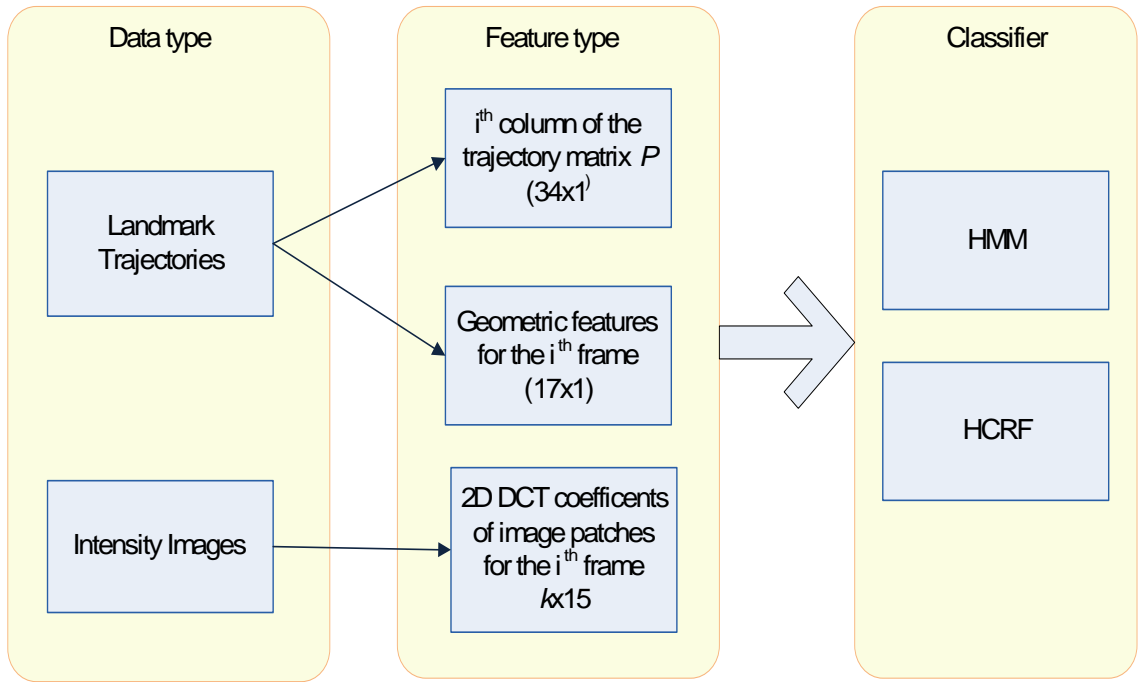 Data type
Landmark
Trajectories
Intensity Images
Feature type
i^th column of the
trajectory matrix P
(34x1^)
Geometric features
for the i^th frame
(17x1)
2D DCT coefficents
of image patches
for the i^th frame
kx15
Classifier
HMM
HCRF